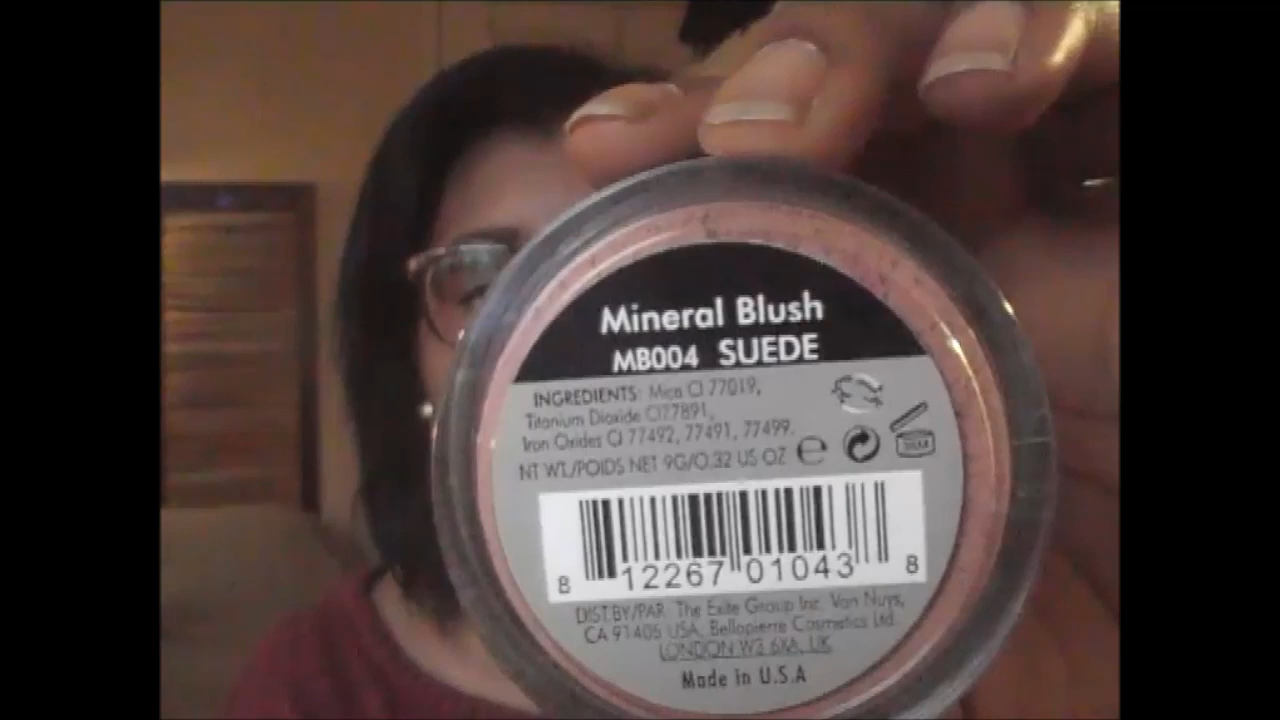 Mineral Blush
MB004 SUEDE
INGREDIENTS: Mica CI 77019,
Titanium Dioxide CI77891,
Iron Oxides CI 77492, 77491, 77499.
NT WT./POIDS NET 9G/0.32 US OZ e
8 12267 01043 8
DIST.BY/PAR. The Exite Group Inc. Van Nuys,
CA 91405 USA, Bellapierre Cosmetics Ltd.
LONDON W3 6XA, UK
Made in U.S.A